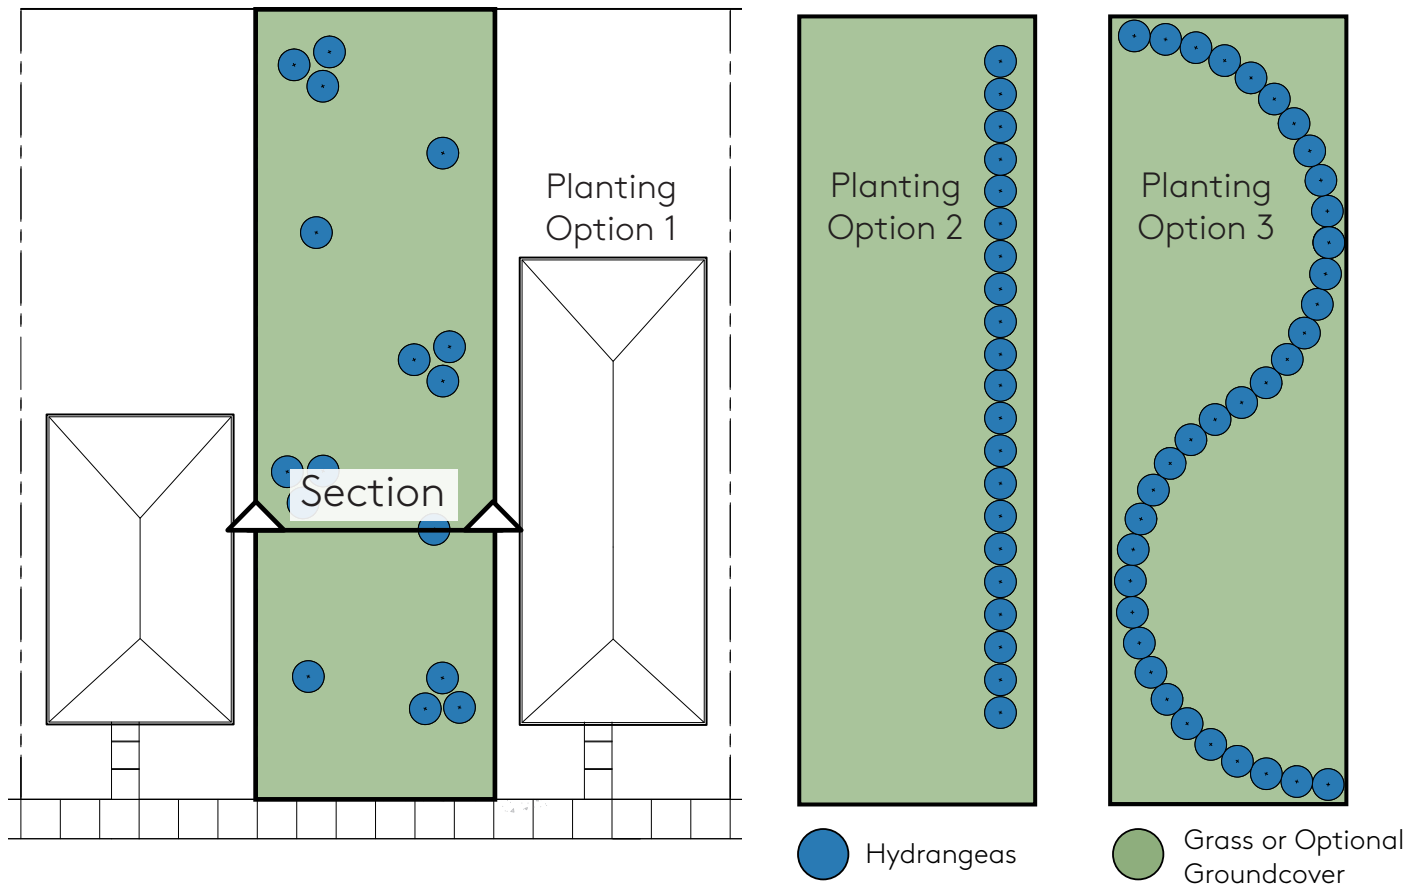 Planting
Option 1
Section
Planting
Option 2
Planting
Option 3
Hydrangeas
Grass or Optional
Groundcover